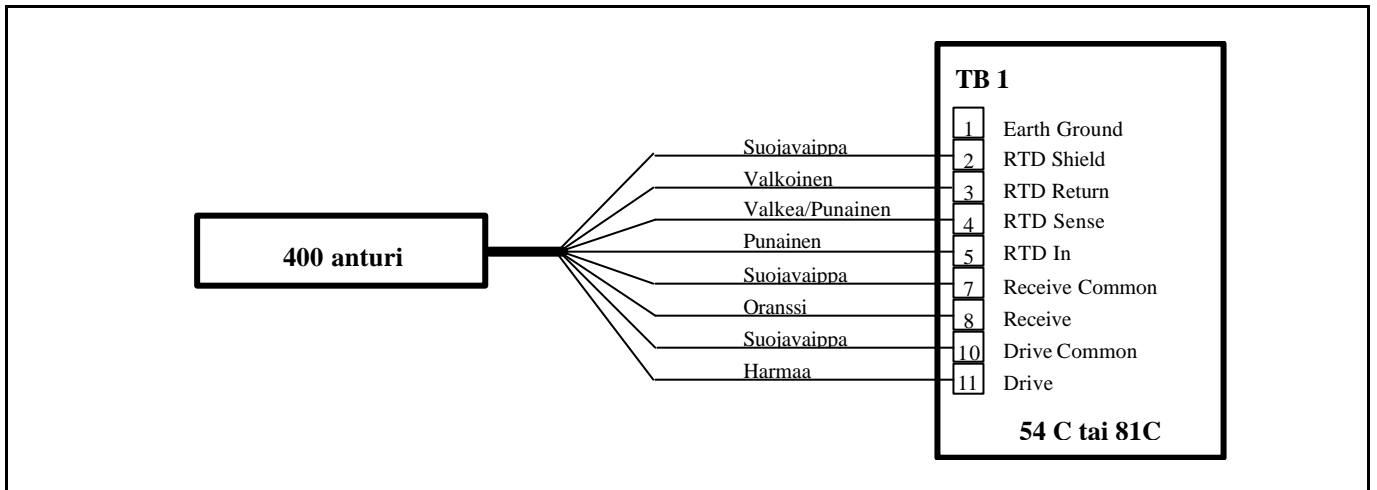 TB 1
1 Earth Ground
Suojavaippa 2 RTD Shield
Valkoinen 3 RTD Return
Valkea/Punainen 4 RTD Sense
400 anturi
Punainen 5 RTD In
Suojavaippa 7 Receive Common
Oranssi 8 Receive
Suojavaippa 10 Drive Common
Harmaa 11 Drive
54 C tai 81C